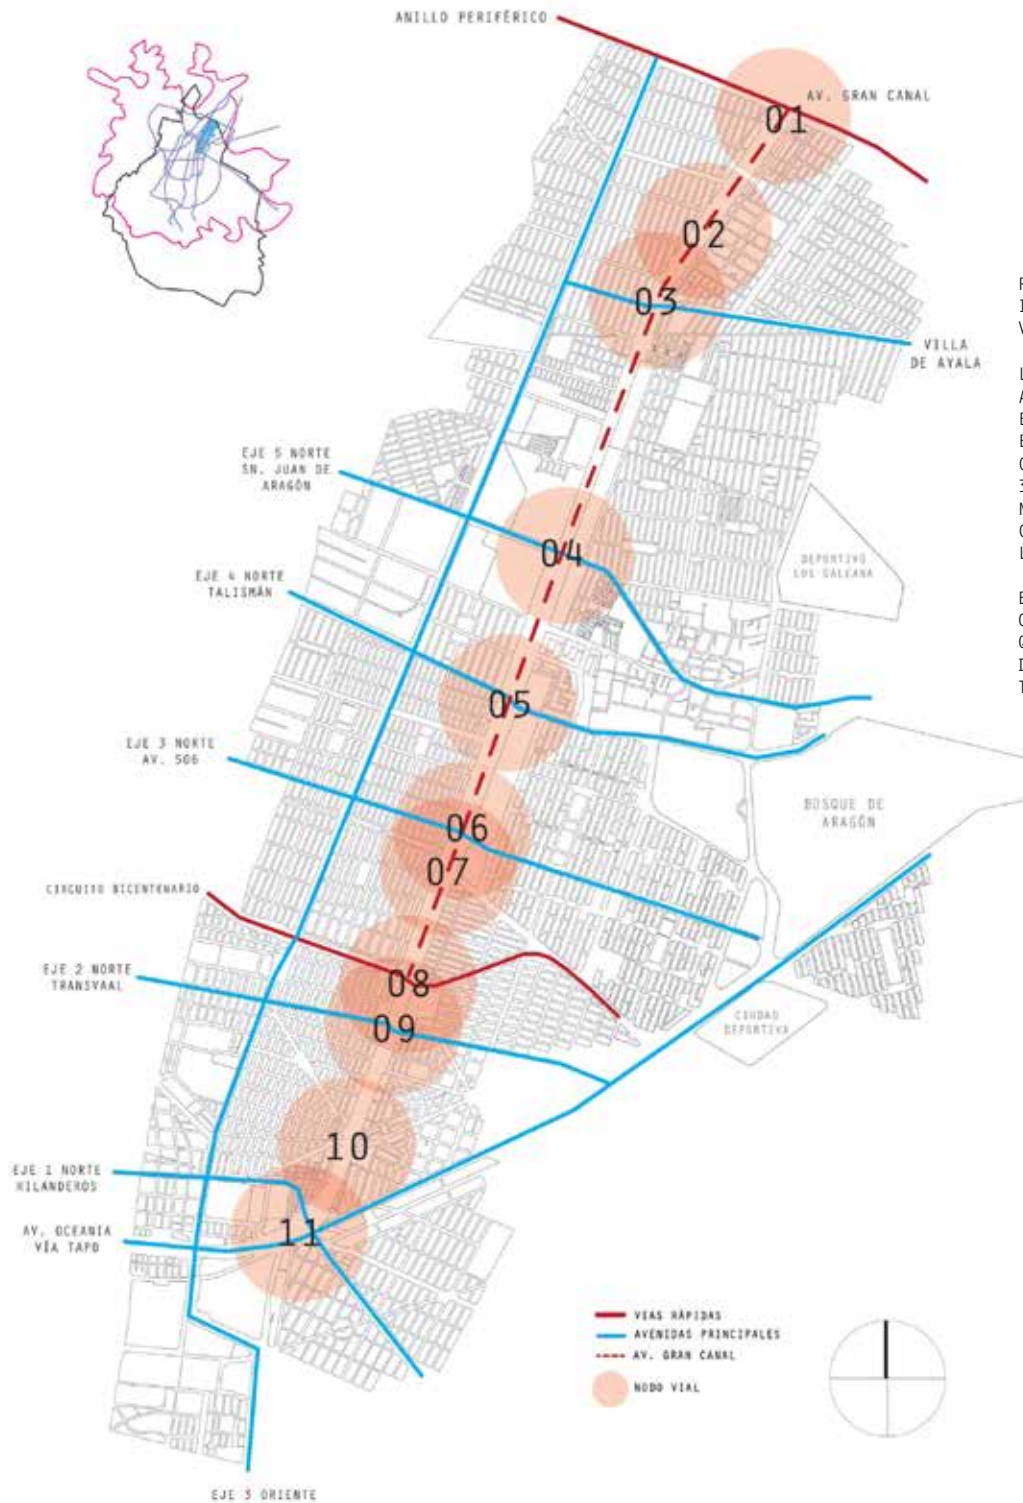 ANILLO PERIFÉRICO
AV. GRAN CANAL
01
02
03
VILLA
DE AYALA
EJE 5 NORTE
SN. JUAN DE
ARAGÓN
04
DEPORTIVO
LOS GALEANA
EJE 4 NORTE
TALISMÁN
05
EJE 3 NORTE
AV. 506
06
BOSQUE DE
ARAGÓN
07
CIRCUITO BICENTENARIO
EJE 2 NORTE
TRANSVAAL
08
09
CIUDAD
DEPORTIVA
10
EJE 1 NORTE
HILANDEROS
AV. OCEANIA
VÍA TAPO
11
VIAS RÁPIDAS
AVENIDAS PRINCIPALES
AV. GRAN CANAL
NODO VIAL
EJE 3 ORIENTE